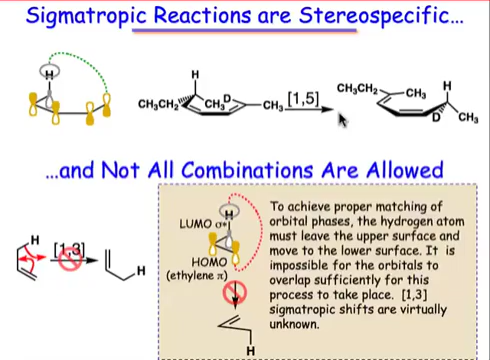 Sigmatropic Reactions are Stereospecific...
H
H
CH₃CH₂
CH₃
D
CH₃
[1,5]
CH₃CH₂
CH₃
H
D
CH₃
...and Not All Combinations Are Allowed
H
[1,3]
H
LUMO σ*
H
HOMO
(ethylene π)
H
To achieve proper matching of
orbital phases, the hydrogen atom
must leave the upper surface and
move to the lower surface. It is
impossible for the orbitals to
overlap sufficiently for this
process to take place. [1,3]
sigmatropic shifts are virtually
unknown.